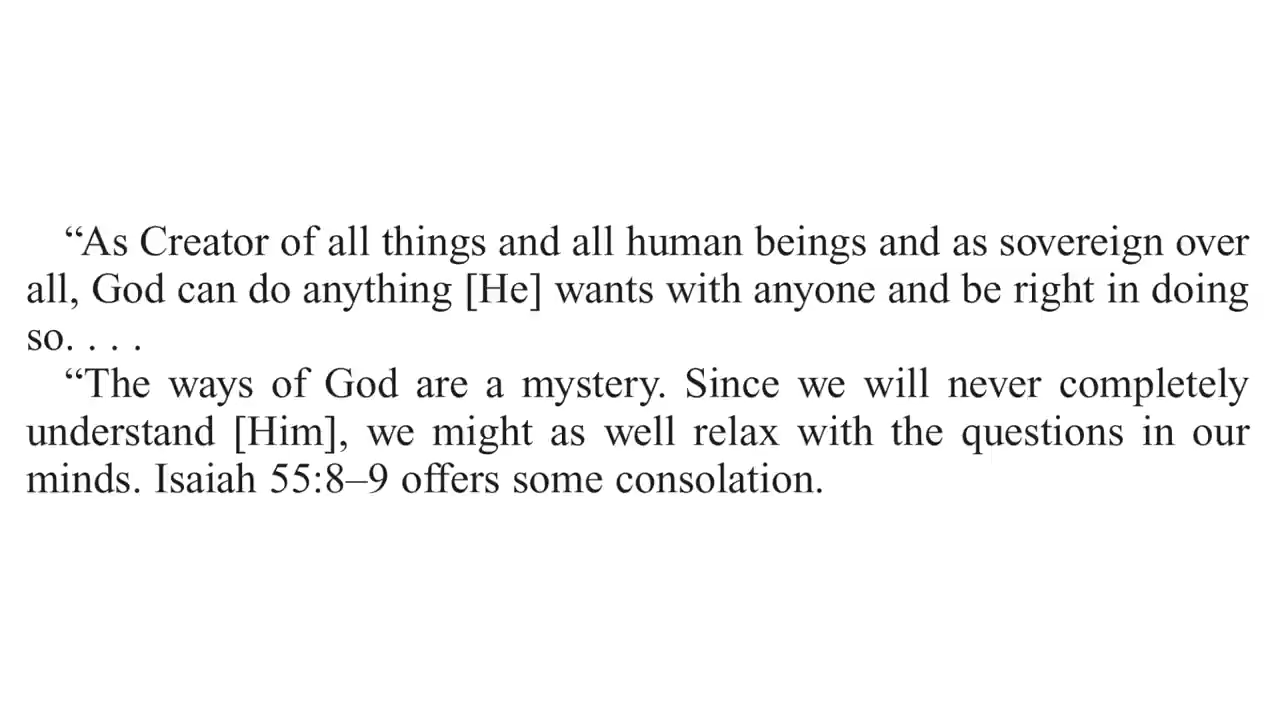 “As Creator of all things and all human beings and as sovereign over
all, God can do anything [He] wants with anyone and be right in doing
so. . . .
“The ways of God are a mystery. Since we will never completely
understand [Him], we might as well relax with the questions in our
minds. Isaiah 55:8–9 offers some consolation.